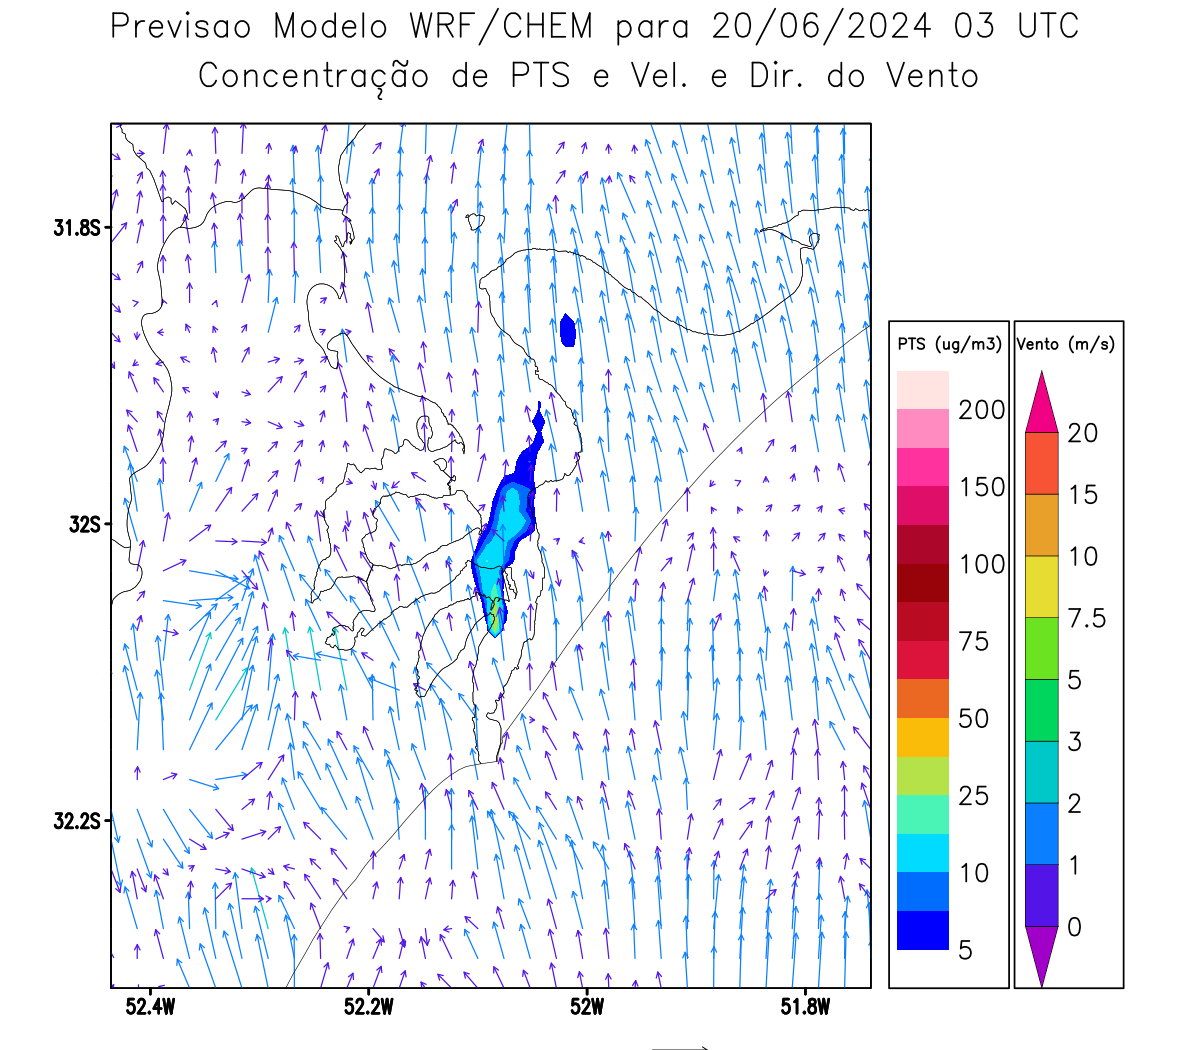 Previsao Modelo WRF/CHEM para 20/06/2024 03 UTC
Concentração de PTS e Vel. e Dir. do Vento
31.8S
32S
32.2S
52.4W
52.2W
52W
51.8W
PTS (ug/m3)
200
150
100
75
50
25
10
5
Vento (m/s)
20
15
10
7.5
5
3
2
1
0